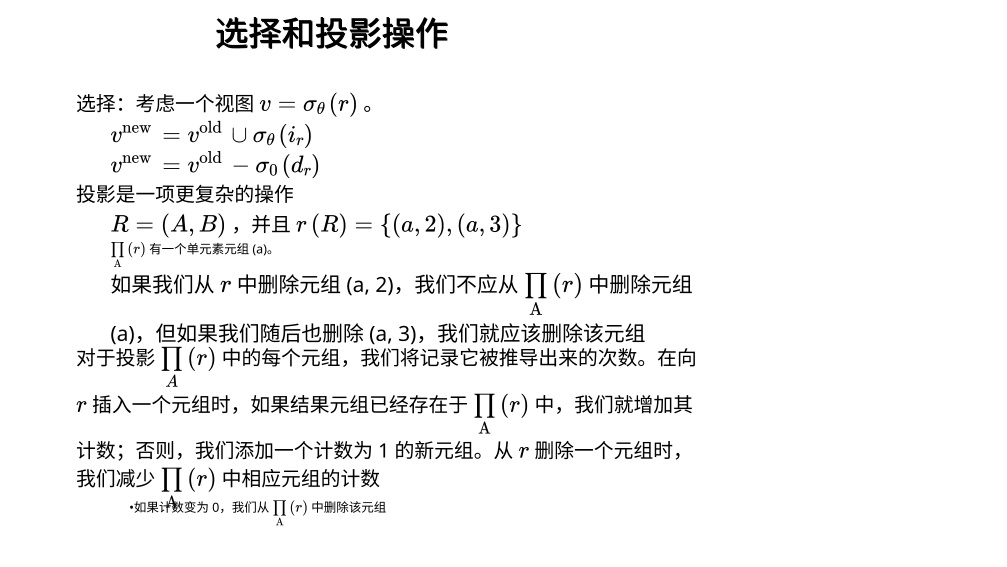 选择和投影操作
选择：考虑一个视图 $v = \sigma_\theta (r)$ 。
$v^{\text{new}} = v^{\text{old}} \cup \sigma_\theta (i_r)$
$v^{\text{new}} = v^{\text{old}} - \sigma_0 (d_r)$
投影是一项更复杂的操作
$R = (A, B)$ ，并且 $r (R) = \{(a, 2), (a, 3)\}$
$\prod_{\text{A}} (r)$ 有一个单元素元组 (a)。
如果我们从 $r$ 中删除元组 (a, 2)，我们不应从 $\prod_{\text{A}} (r)$ 中删除元组
(a)，但如果我们随后也删除 (a, 3)，我们就应该删除该元组
对于投影 $\prod_{A} (r)$ 中的每个元组，我们将记录它被推导出来的次数。在向
$r$ 插入一个元组时，如果结果元组已经存在于 $\prod_{\text{A}} (r)$ 中，我们就增加其
计数；否则，我们添加一个计数为 1 的新元组。从 $r$ 删除一个元组时，
我们减少 $\prod_{\text{A}} (r)$ 中相应元组的计数
•如果计数变为 0，我们从 $\prod_{\text{A}} (r)$ 中删除该元组